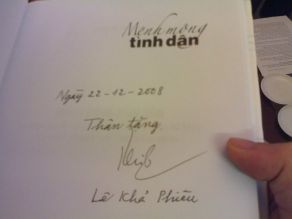 Mênh mông
tình dân
Ngày 22-12-2008
Thân tặng
Lê Khả Phiêu